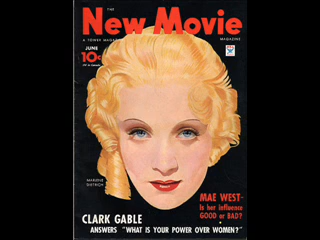 THE
New Movie
A TOWER MAGAZINE
MAGAZINE
JUNE
10¢
MARLENE
DIETRICH
MAE WEST-
Is her influence
GOOD or BAD?
CLARK GABLE
ANSWERS "WHAT IS YOUR POWER OVER WOMEN?"